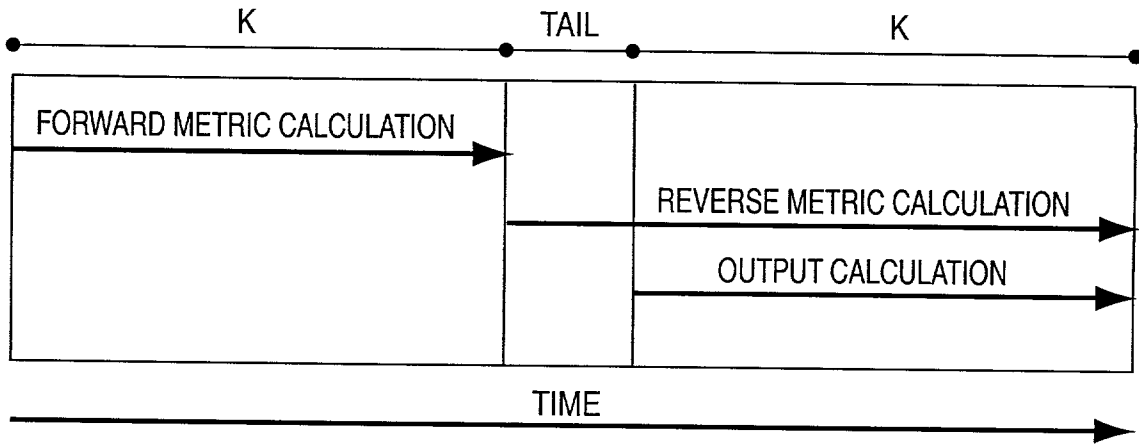 K TAIL K
FORWARD METRIC CALCULATION
REVERSE METRIC CALCULATION
OUTPUT CALCULATION
TIME